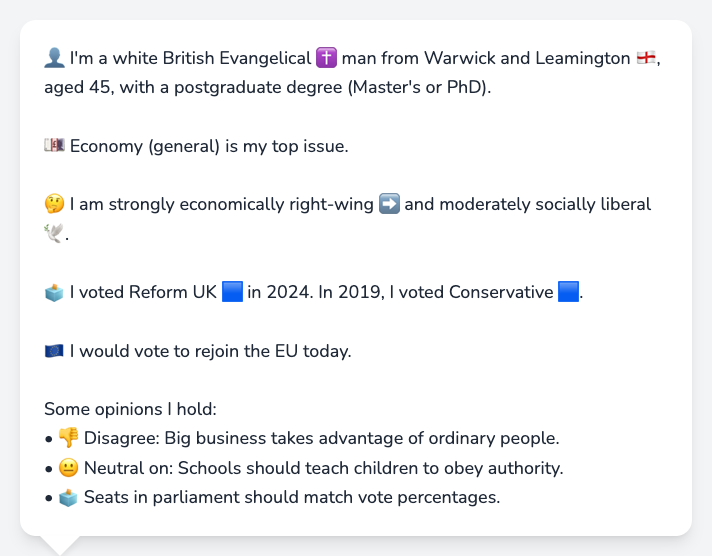 👤 I'm a white British Evangelical ✝️ man from Warwick and Leamington 🏴󠁧󠁢󠁥󠁮󠁧󠁿,
aged 45, with a postgraduate degree (Master's or PhD).
💷 Economy (general) is my top issue.
🤔 I am strongly economically right-wing ➡️ and moderately socially liberal
🕊️.
🗳️ I voted Reform UK 🟦 in 2024. In 2019, I voted Conservative 🟦.
🇪🇺 I would vote to rejoin the EU today.
Some opinions I hold:
• 👎 Disagree: Big business takes advantage of ordinary people.
• 😐 Neutral on: Schools should teach children to obey authority.
• 🗳️ Seats in parliament should match vote percentages.